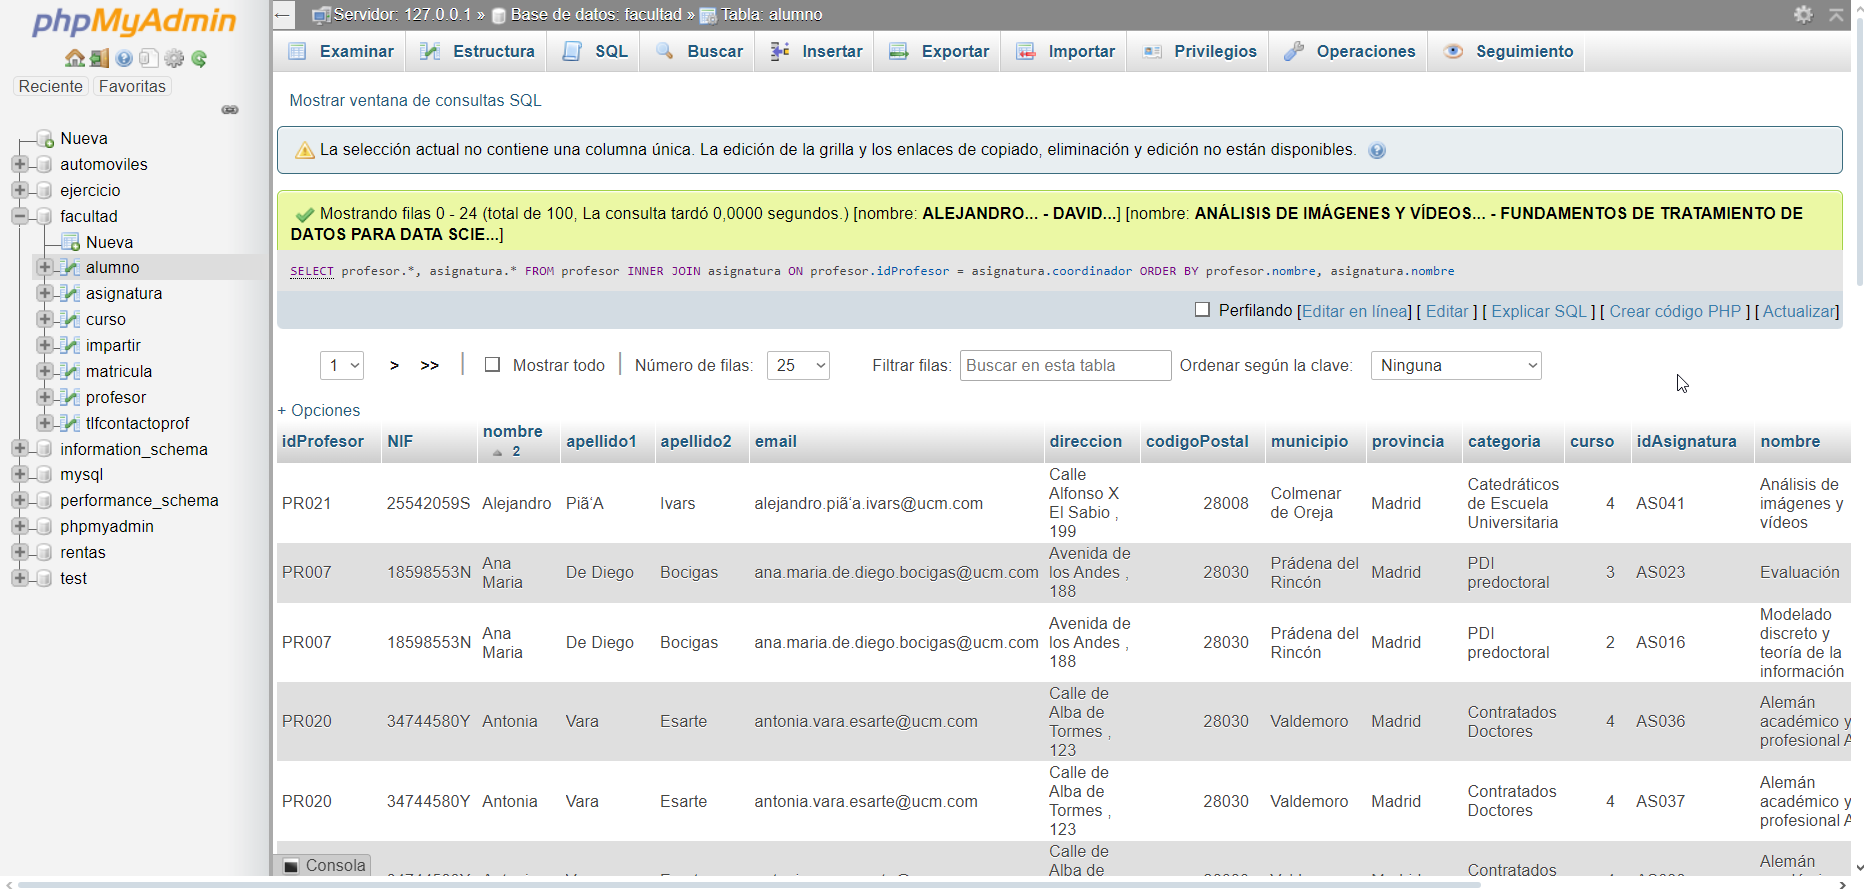 phpMyAdmin
Reciente Favoritas
Nueva
automoviles
ejercicio
facultad
Nueva
alumno
asignatura
curso
impartir
matricula
profesor
tlfcontactoprof
information_schema
mysql
performance_schema
phpmyadmin
rentas
test
← Servidor: 127.0.0.1 » Base de datos: facultad » Tabla: alumno
Examinar Estructura SQL Buscar Insertar Exportar Importar Privilegios Operaciones Seguimiento
Mostrar ventana de consultas SQL
La selección actual no contiene una columna única. La edición de la grilla y los enlaces de copiado, eliminación y edición no están disponibles.
Mostrando filas 0 - 24 (total de 100, La consulta tardó 0,0000 segundos.) [nombre: ALEJANDRO... - DAVID...] [nombre: ANÁLISIS DE IMÁGENES Y VÍDEOS... - FUNDAMENTOS DE TRATAMIENTO DE
DATOS PARA DATA SCIE...]
SELECT profesor.*, asignatura.* FROM profesor INNER JOIN asignatura ON profesor.idProfesor = asignatura.coordinador ORDER BY profesor.nombre, asignatura.nombre
Perfilando [Editar en línea] [ Editar ] [ Explicar SQL ] [ Crear código PHP ] [ Actualizar]
1 > >> | Mostrar todo | Número de filas: 25 Filtrar filas: Buscar en esta tabla Ordenar según la clave: Ninguna
+ Opciones
idProfesor NIF nombre 2 apellido1 apellido2 email direccion codigoPostal municipio provincia categoria curso idAsignatura nombre
PR021 25542059S Alejandro Piã‘A Ivars alejandro.piã‘a.ivars@ucm.com Calle Alfonso X El Sabio , 199 28008 Colmenar de Oreja Madrid Catedráticos de Escuela Universitaria 4 AS041 Análisis de imágenes y vídeos
PR007 18598553N Ana Maria De Diego Bocigas ana.maria.de.diego.bocigas@ucm.com Avenida de los Andes , 188 28030 Prádena del Rincón Madrid PDI predoctoral 3 AS023 Evaluación
PR007 18598553N Ana Maria De Diego Bocigas ana.maria.de.diego.bocigas@ucm.com Avenida de los Andes , 188 28030 Prádena del Rincón Madrid PDI predoctoral 2 AS016 Modelado discreto y teoría de la información
PR020 34744580Y Antonia Vara Esarte antonia.vara.esarte@ucm.com Calle de Alba de Tormes , 123 28030 Valdemoro Madrid Contratados Doctores 4 AS036 Alemán académico y profesional A
PR020 34744580Y Antonia Vara Esarte antonia.vara.esarte@ucm.com Calle de Alba de Tormes , 123 28030 Valdemoro Madrid Contratados Doctores 4 AS037 Alemán académico y profesional A
Calle de Alba de Contratados Alemán
Consola